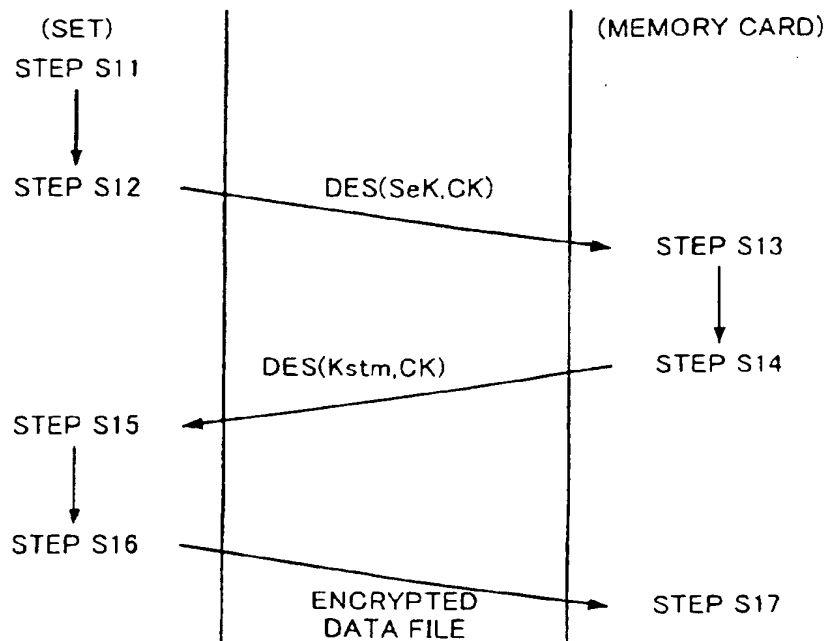 (SET)
(MEMORY CARD)
STEP S11
STEP S12
DES(SeK,CK)
STEP S13
STEP S14
DES(Kstm,CK)
STEP S15
STEP S16
ENCRYPTED
DATA FILE
STEP S17